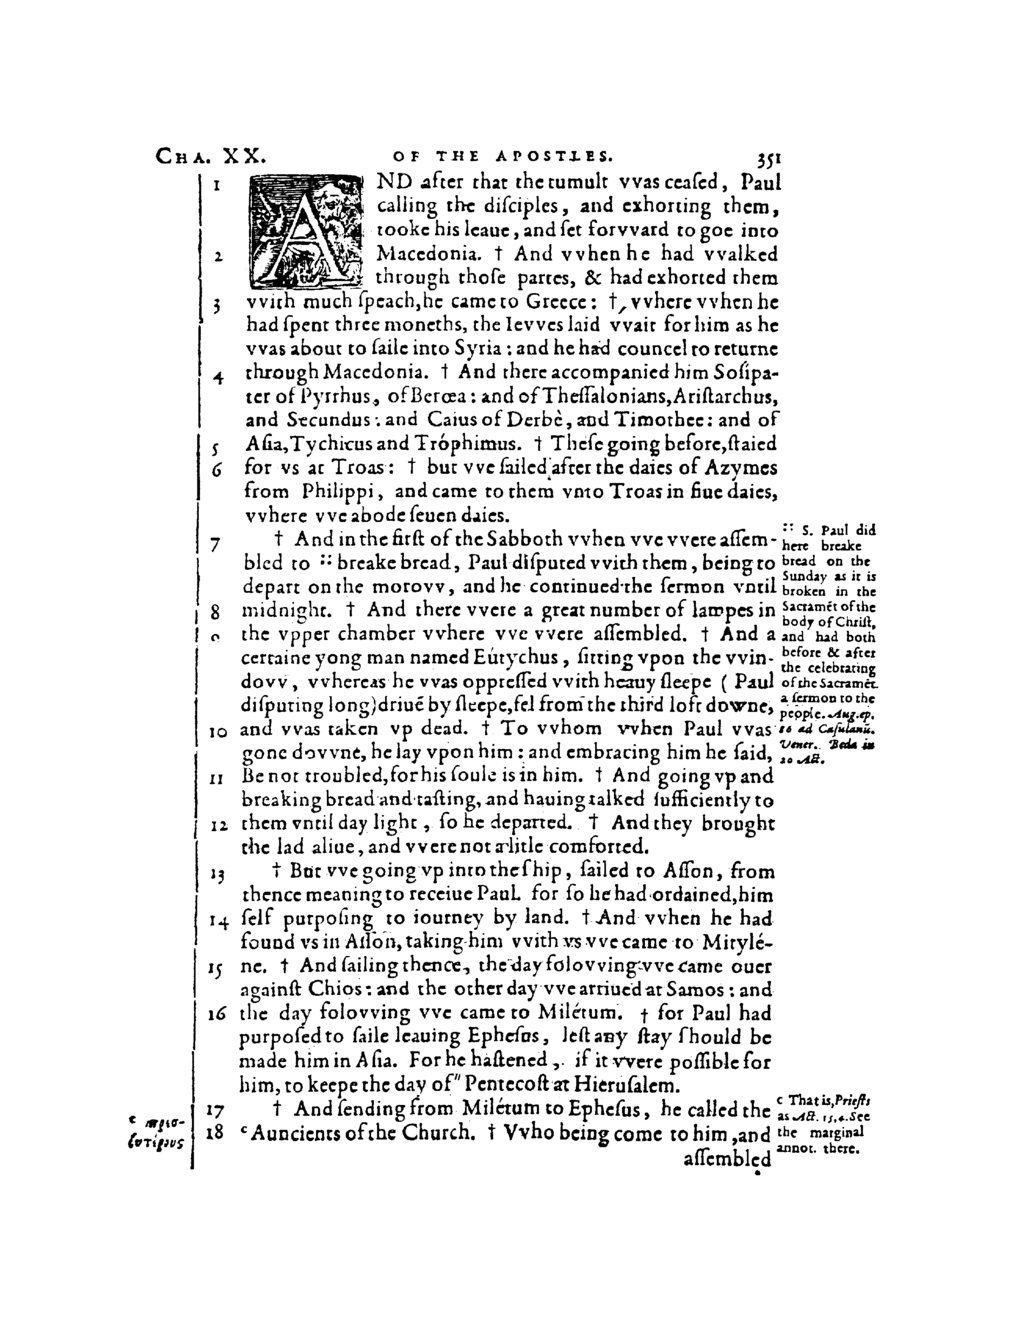 CHA. XX. OF THE APOSTLES. 351
1 AND after that the tumult vvas ceaſed, Paul
calling the diſciples, and exhorting them,
tooke his leaue, and ſet forvvard to goe into
2 Macedonia. † And vvhen he had vvalked
through thoſe partes, & had exhorted them
3 vvith much ſpeach, he came to Greece: †, vvhere vvhen he
had ſpent three moneths, the Ievves laid vvait for him as he
vvas about to ſaile into Syria: and he had councel to returne
4 through Macedonia. † And there accompanied him Soſipa-
ter of Pyrrhus, of Berœa: and of Theſſalonians, Ariſtarchus,
and Secundus: and Caius of Derbè, and Timothee: and of
5 Aſia, Tychicus and Tróphimus. † Theſe going before, ſtaied
6 for vs at Troas: † but vve ſailed after the daies of Azymes
from Philippi, and came to them vnto Troas in fiue daies,
vvhere vve abode ſeuen daies.
7 † And in the firſt of the Sabboth vvhen vve vvere aſſem-
bled to :: breake bread, Paul diſputed vvith them, being to
depart on the morovv, and he continued the ſermon vntil
8 midnight. † And there vvere a great number of lampes in
9 the vpper chamber vvhere vve vvere aſſembled. † And a
certaine yong man named Eútychus, ſitting vpon the vvin-
dovv, vvhereas he vvas oppreſſed vvith heauy ſleepe (Paul
diſputing long) driuē by ſleepe, fel from the third loft downe,
10 and vvas taken vp dead. † To vvhom vvhen Paul vvas
gone dovvne, he lay vpon him: and embracing him he ſaid,
11 Be not troubled, for his ſoule is in him. † And going vp and
breaking bread and taſting, and hauing talked ſufficiently to
12 them vntil day light, ſo he departed. † And they brought
the lad aliue, and vvere not a litle comforted.
13 † But vve going vp into the ſhip, ſailed to Aſſon, from
thence meaning to receiue Paul. for ſo he had ordained, him
14 ſelf purpoſing to iourney by land. † And vvhen he had
found vs in Aſſon, taking him vvith vs vve came to Mitylé-
15 ne. † And ſailing thence, the day folovving vve came ouer
againſt Chios: and the other day vve arriued at Samos: and
16 the day folovving vve came to Milétum. † for Paul had
purpoſed to ſaile leauing Epheſus, leſt any ſtay ſhould be
made him in Aſia. For he haſtened, if it vvere poſſible for
him, to keepe the day of " Pentecoſt at Hieruſalem.
17 † And ſending from Milétum to Epheſus, he called the
18 ᶜ Auncients of the Church. † Vvho being come to him, and
aſſembled
:: S. Paul did
here breake
bread on the
Sunday as it is
broken in the
Sacramēt of the
body of Chriſt,
and had both
before & after
the celebrating
of the Sacramēt
a ſermon to the
people. Aug. ep.
86 ad Caſulanū.
Vener. Beda in
20 Act.
c That is, Prieſts
as Act. 15, 4. See
the marginal
annot. there.
ᶜ πρεσ-
βυτέρους